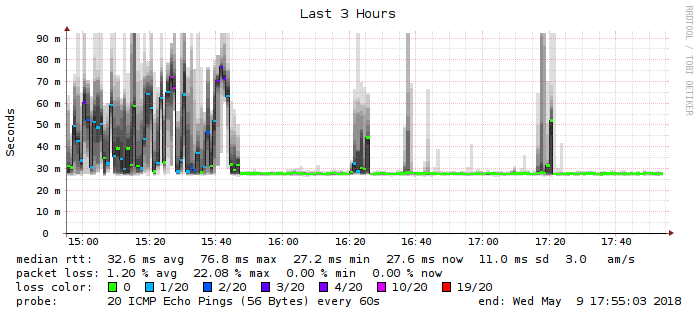 Last 3 Hours
RRDTOOL / TOBI OETIKER
Seconds
90 m
80 m
70 m
60 m
50 m
40 m
30 m
20 m
10 m
0
15:00 15:20 15:40 16:00 16:20 16:40 17:00 17:20 17:40
median rtt: 32.6 ms avg 76.8 ms max 27.2 ms min 27.6 ms now 11.0 ms sd 3.0 am/s
packet loss: 1.20 % avg 22.08 % max 0.00 % min 0.00 % now
loss color: 0 1/20 2/20 3/20 4/20 10/20 19/20
probe: 20 ICMP Echo Pings (56 Bytes) every 60s end: Wed May 9 17:55:03 2018